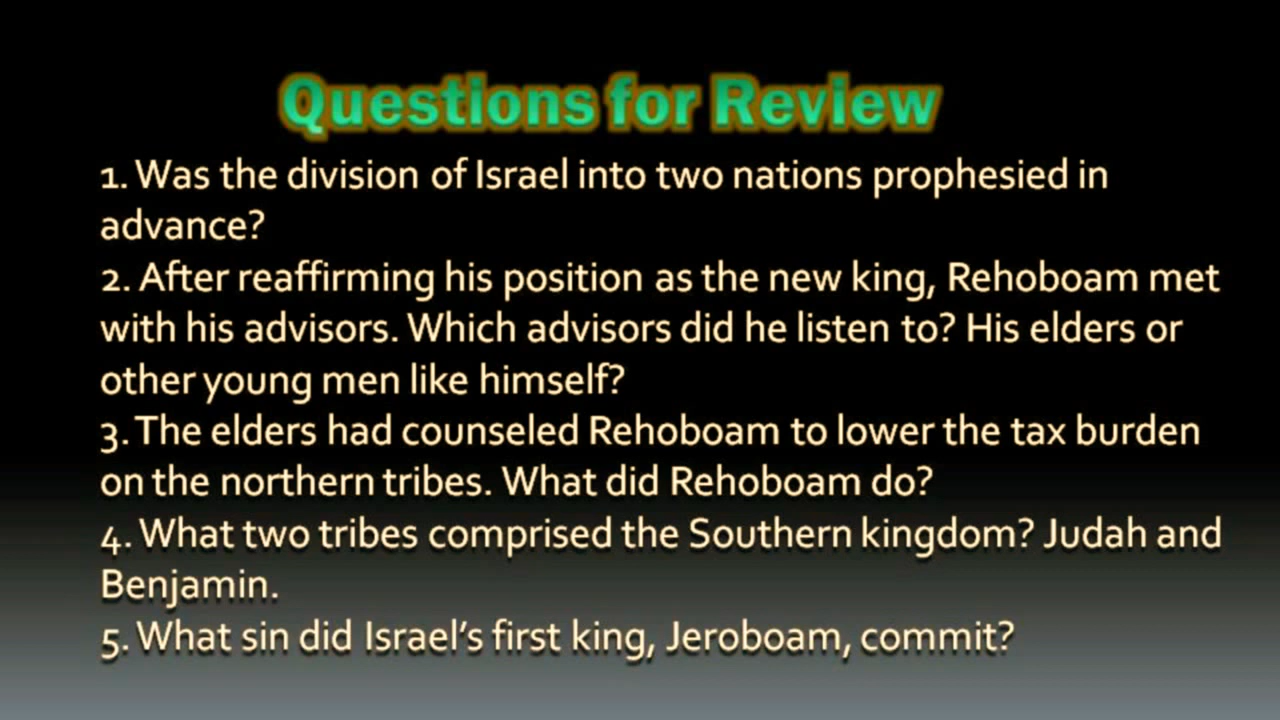 Questions for Review
1. Was the division of Israel into two nations prophesied in
advance?
2. After reaffirming his position as the new king, Rehoboam met
with his advisors. Which advisors did he listen to? His elders or
other young men like himself?
3. The elders had counseled Rehoboam to lower the tax burden
on the northern tribes. What did Rehoboam do?
4. What two tribes comprised the Southern kingdom? Judah and
Benjamin.
5. What sin did Israel’s first king, Jeroboam, commit?